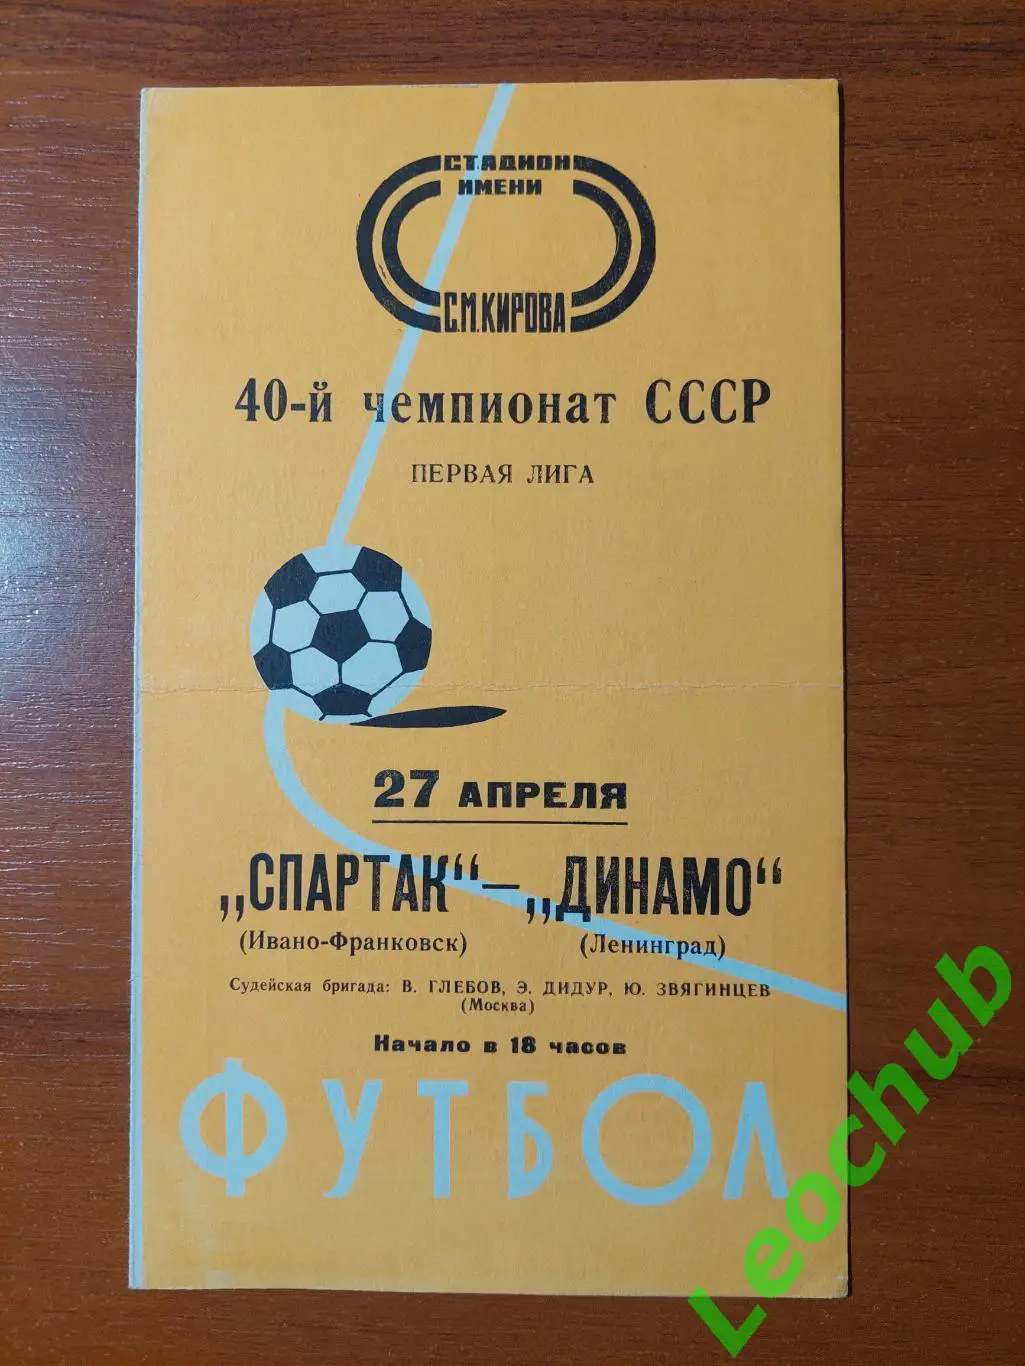 СТАДИОН
ИМЕНИ
С.М.КИРОВА
40-й чемпионат СССР
ПЕРВАЯ ЛИГА
27 АПРЕЛЯ
„СПАРТАК“ — „ДИНАМО“
(Ивано-Франковск) (Ленинград)
Судейская бригада: В. ГЛЕБОВ, Э. ДИДУР, Ю. ЗВЯГИНЦЕВ
(Москва)
Начало в 18 часов
ФУТБОЛ
Leochub